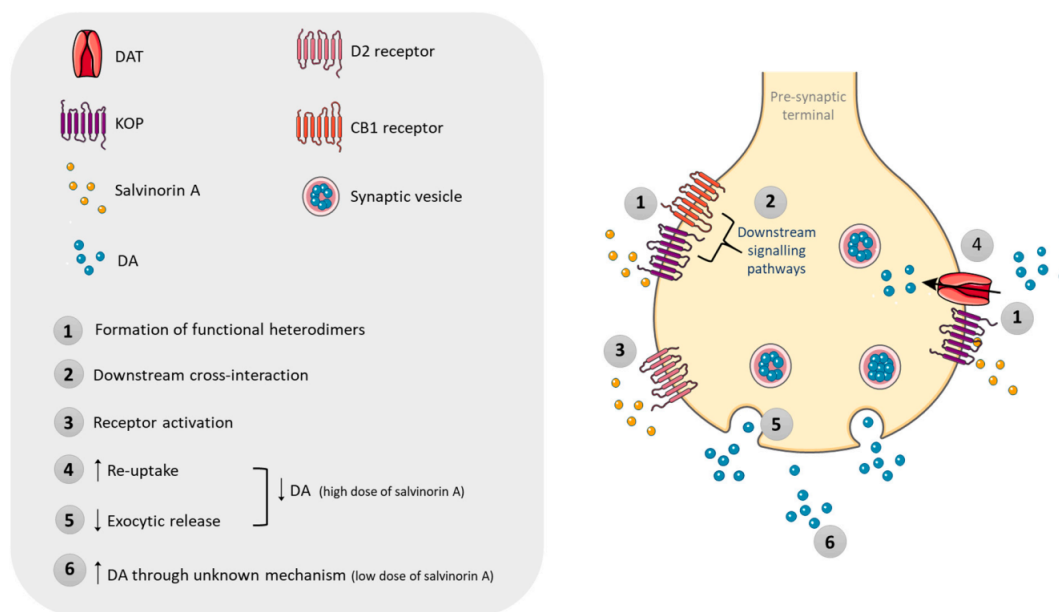 DAT
D2 receptor
KOP
CB1 receptor
Salvinorin A
Synaptic vesicle
DA
1 Formation of functional heterodimers
2 Downstream cross-interaction
3 Receptor activation
4 ↑ Re-uptake
↓ DA (high dose of salvinorin A)
5 ↓ Exocytic release
6 ↑ DA through unknown mechanism (low dose of salvinorin A)
Pre-synaptic
terminal
1
2
Downstream
signalling
pathways
4
1
3
5
6